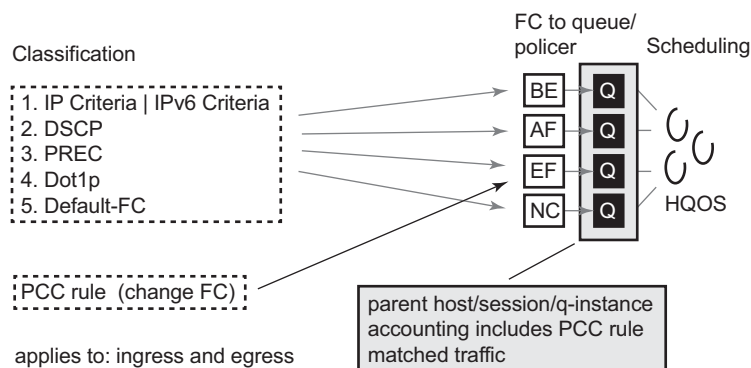 Classification
FC to queue/
policer
Scheduling
1. IP Criteria | IPv6 Criteria
2. DSCP
3. PREC
4. Dot1p
5. Default-FC
BE
Q
AF
Q
EF
Q
NC
Q
HQOS
PCC rule (change FC)
parent host/session/q-instance
accounting includes PCC rule
matched traffic
applies to: ingress and egress